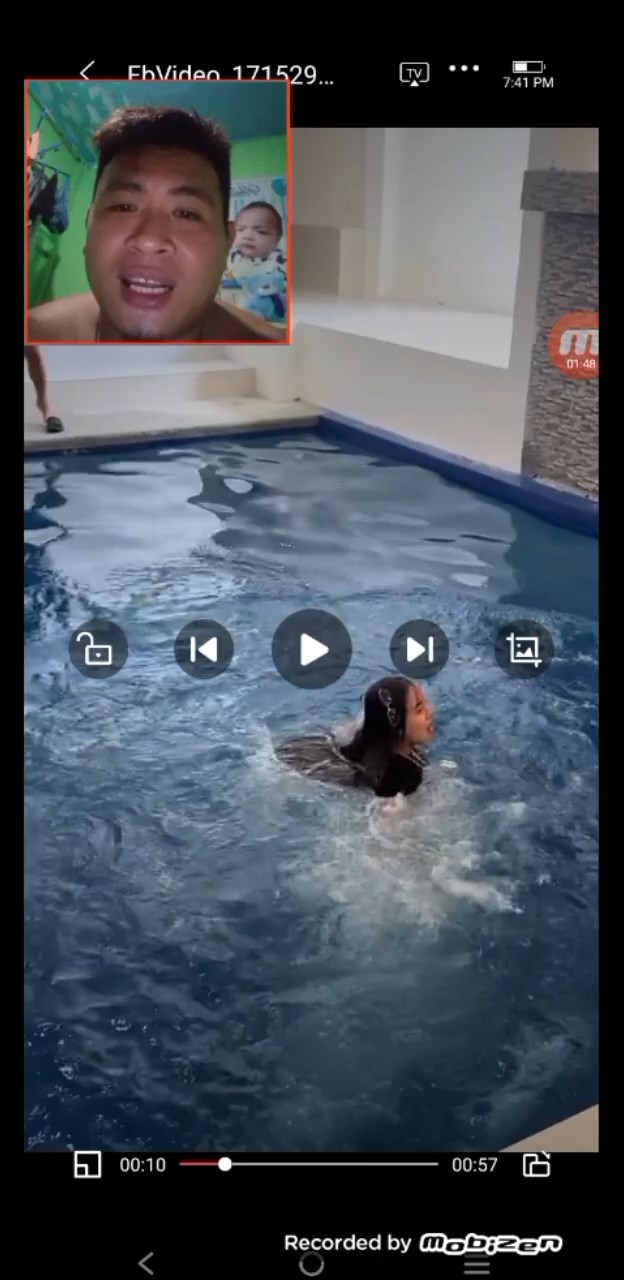 FbVideo_171529...
TV
7:41 PM
01:48
00:10
00:57
Recorded by Mobizen